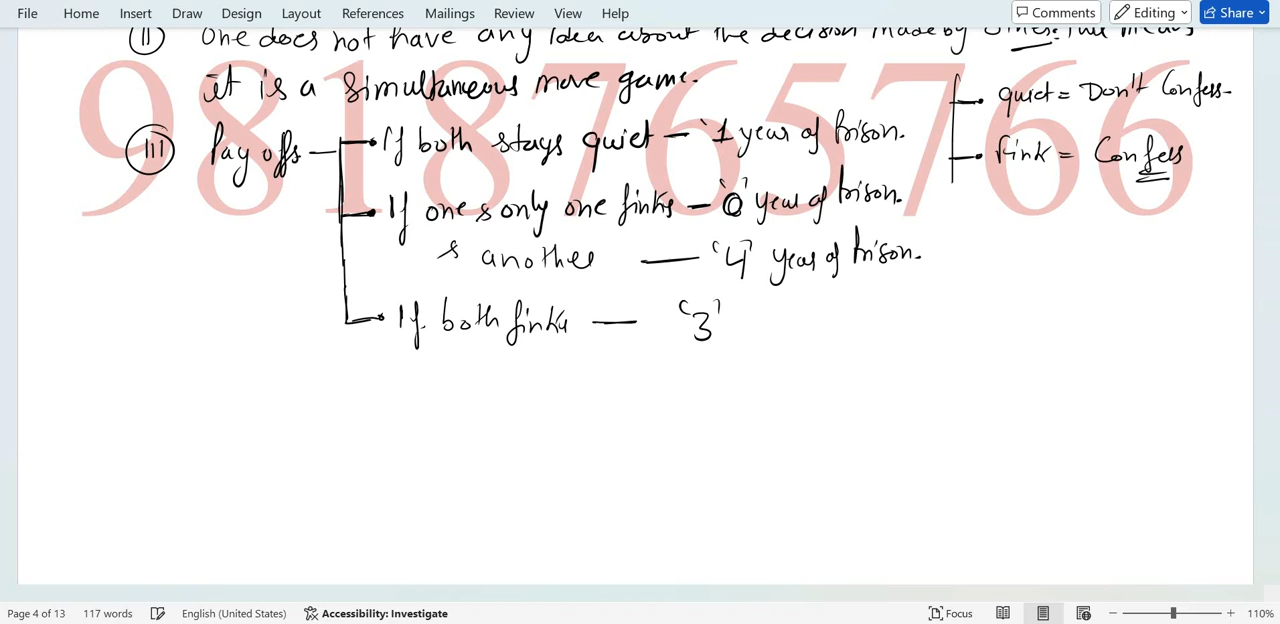 File Home Insert Draw Design Layout References Mailings Review View Help Comments Editing Share
(II) One does not have any Idea about the decision made by This means
it is a Simultaneous move game.
quiet = Don't Confess
(III) Pay offs If both stays quiet — '1' year of Prison.
fink = Confess
If one & only one finks — '0' year of Prison.
& another — '4' year of Prison.
If both finks — '3'
9818765766
Page 4 of 13 117 words English (United States) Accessibility: Investigate Focus 110%